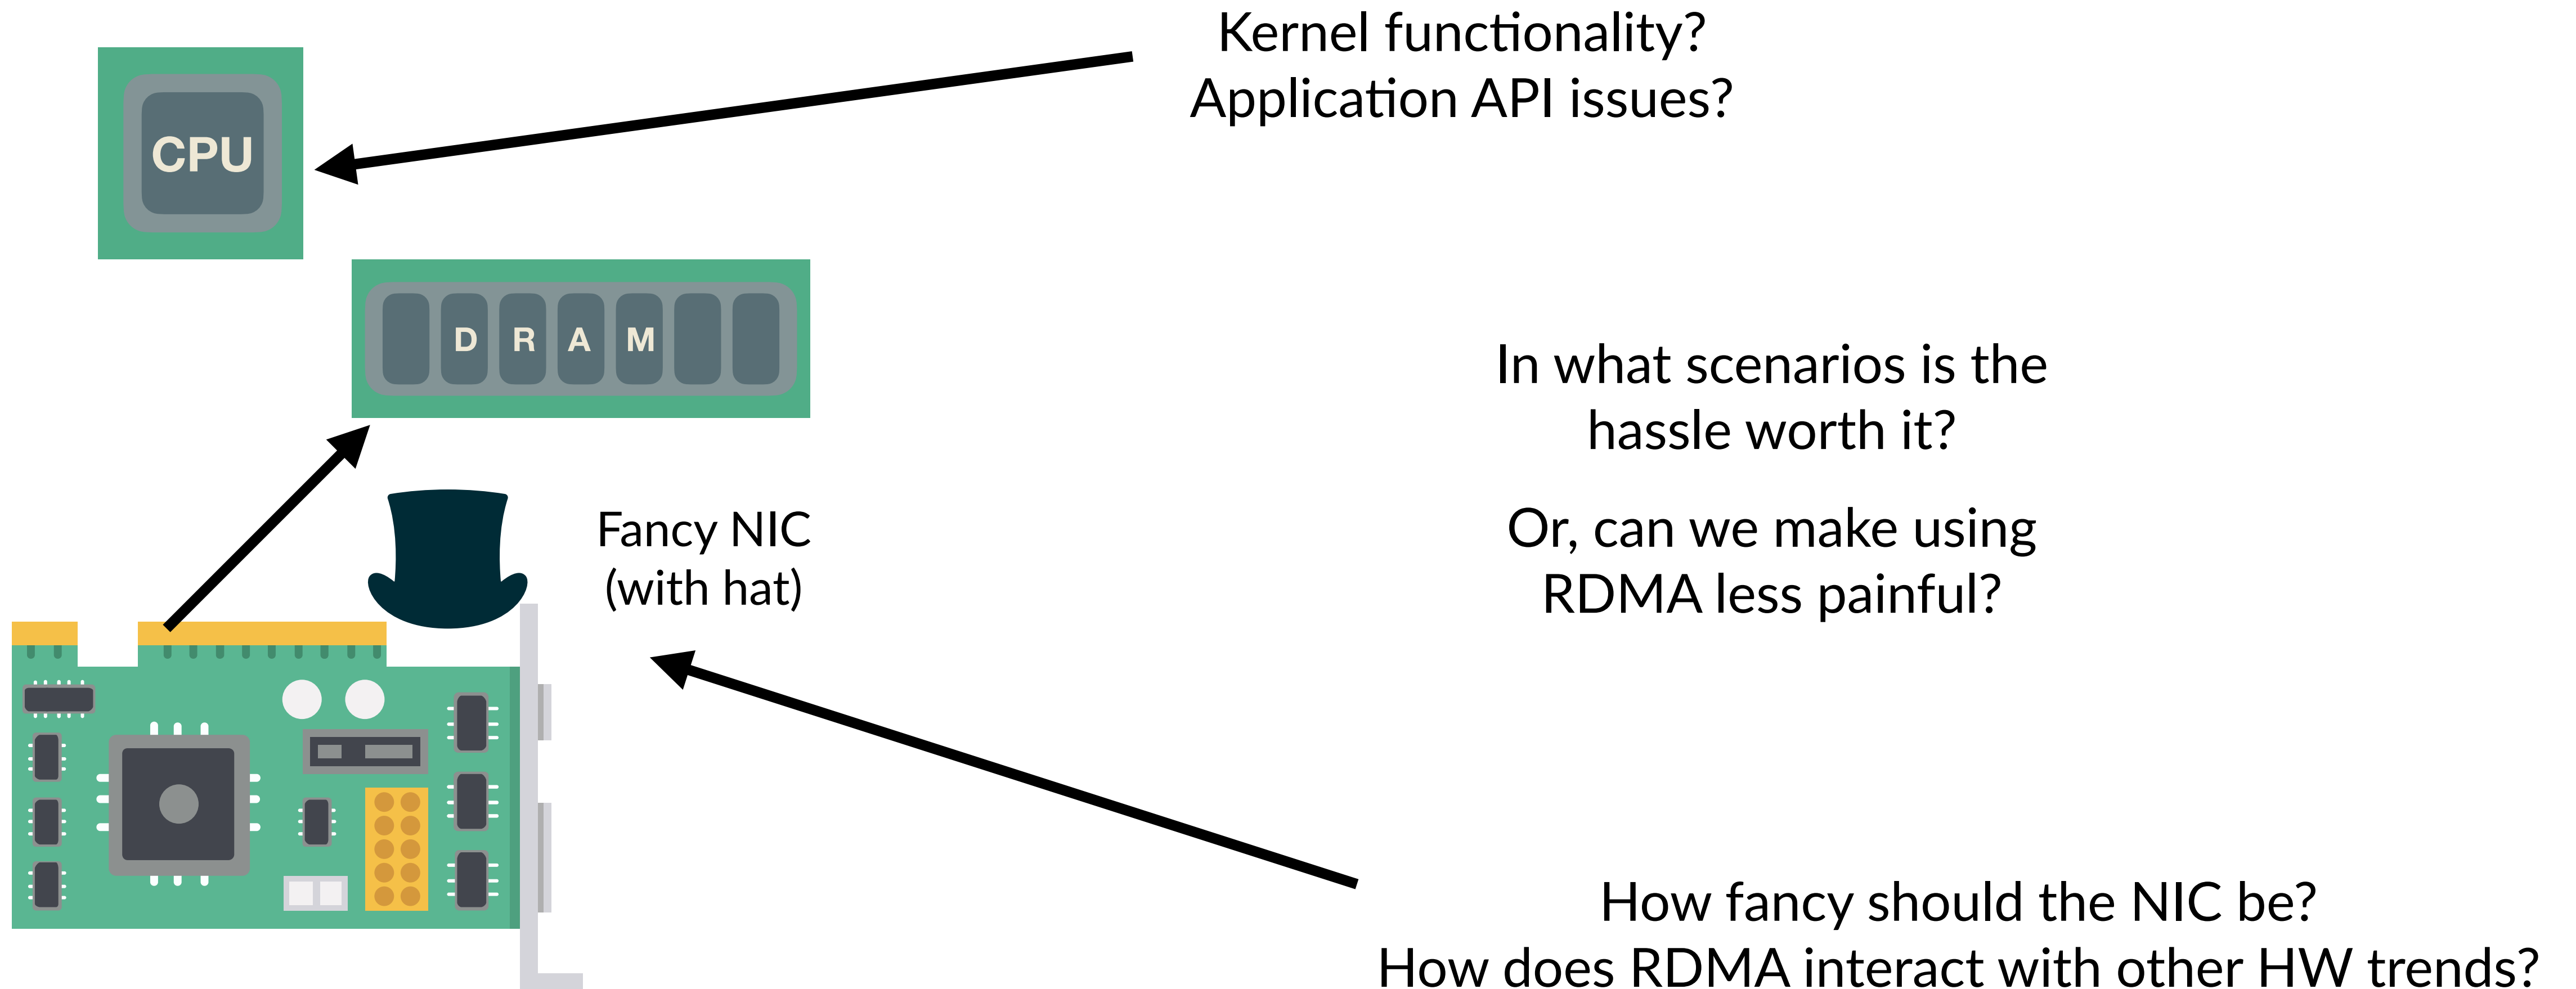 Kernel functionality?
Application API issues?
CPU
DRAM
In what scenarios is the
hassle worth it?
Fancy NIC
(with hat)
Or, can we make using
RDMA less painful?
How fancy should the NIC be?
How does RDMA interact with other HW trends?